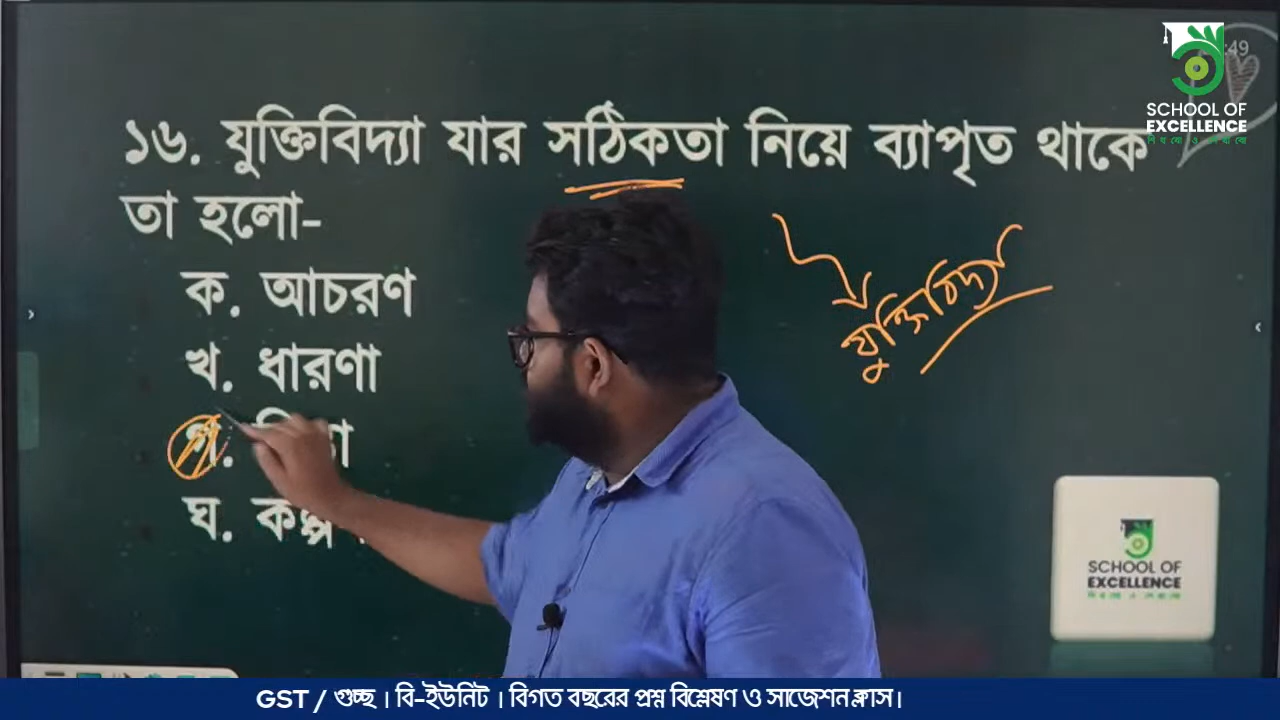 SCHOOL OF
EXCELLENCE
১৬. যুক্তিবিদ্যা যার সঠিকতা নিয়ে ব্যাপৃত থাকে
তা হলো-
ক. আচরণ
খ. ধারণা
গ.
ঘ.
যুক্তিবিদ্যা
SCHOOL OF
EXCELLENCE
GST / গুচ্ছ । বি-ইউনিট । বিগত বছরের প্রশ্ন বিশ্লেষণ ও সাজেশন ক্লাস।